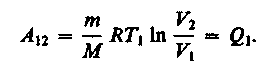 A₁₂ = m/M RT₁ ln V₂/V₁ = Q₁.